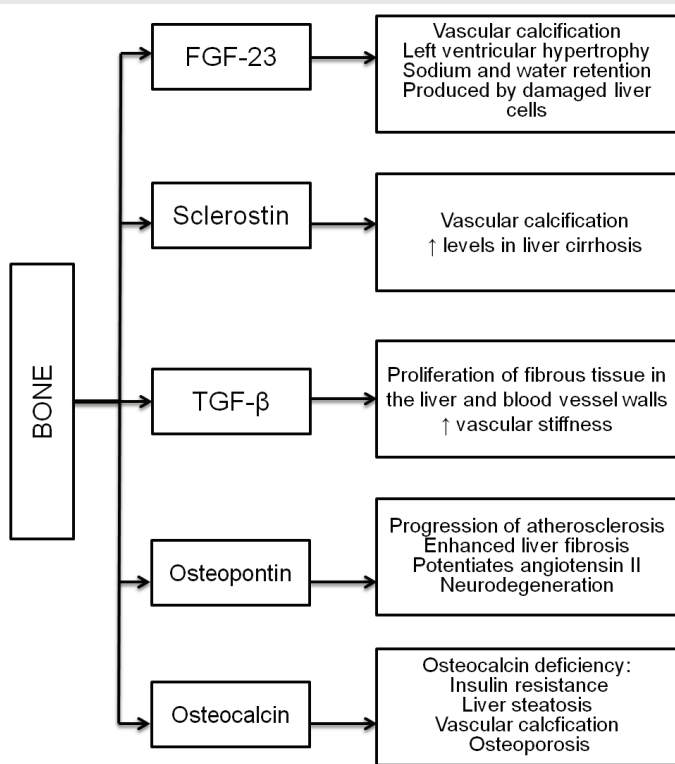 BONE
FGF-23
Vascular calcification
Left ventricular hypertrophy
Sodium and water retention
Produced by damaged liver
cells
Sclerostin
Vascular calcification
↑ levels in liver cirrhosis
TGF-β
Proliferation of fibrous tissue in
the liver and blood vessel walls
↑ vascular stiffness
Osteopontin
Progression of atherosclerosis
Enhanced liver fibrosis
Potentiates angiotensin II
Neurodegeneration
Osteocalcin
Osteocalcin deficiency:
Insulin resistance
Liver steatosis
Vascular calcfication
Osteoporosis